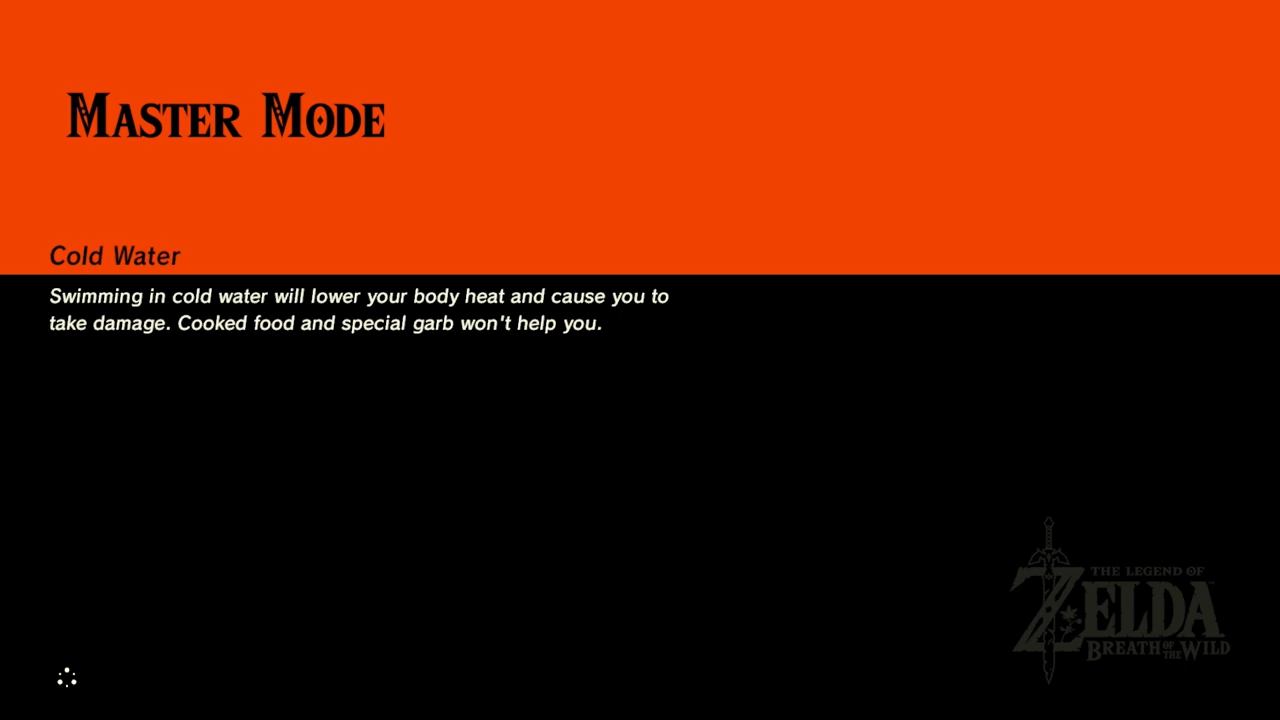 Master Mode
Cold Water
Swimming in cold water will lower your body heat and cause you to
take damage. Cooked food and special garb won't help you.
THE LEGEND OF
ZELDA
BREATH OF THE WILD